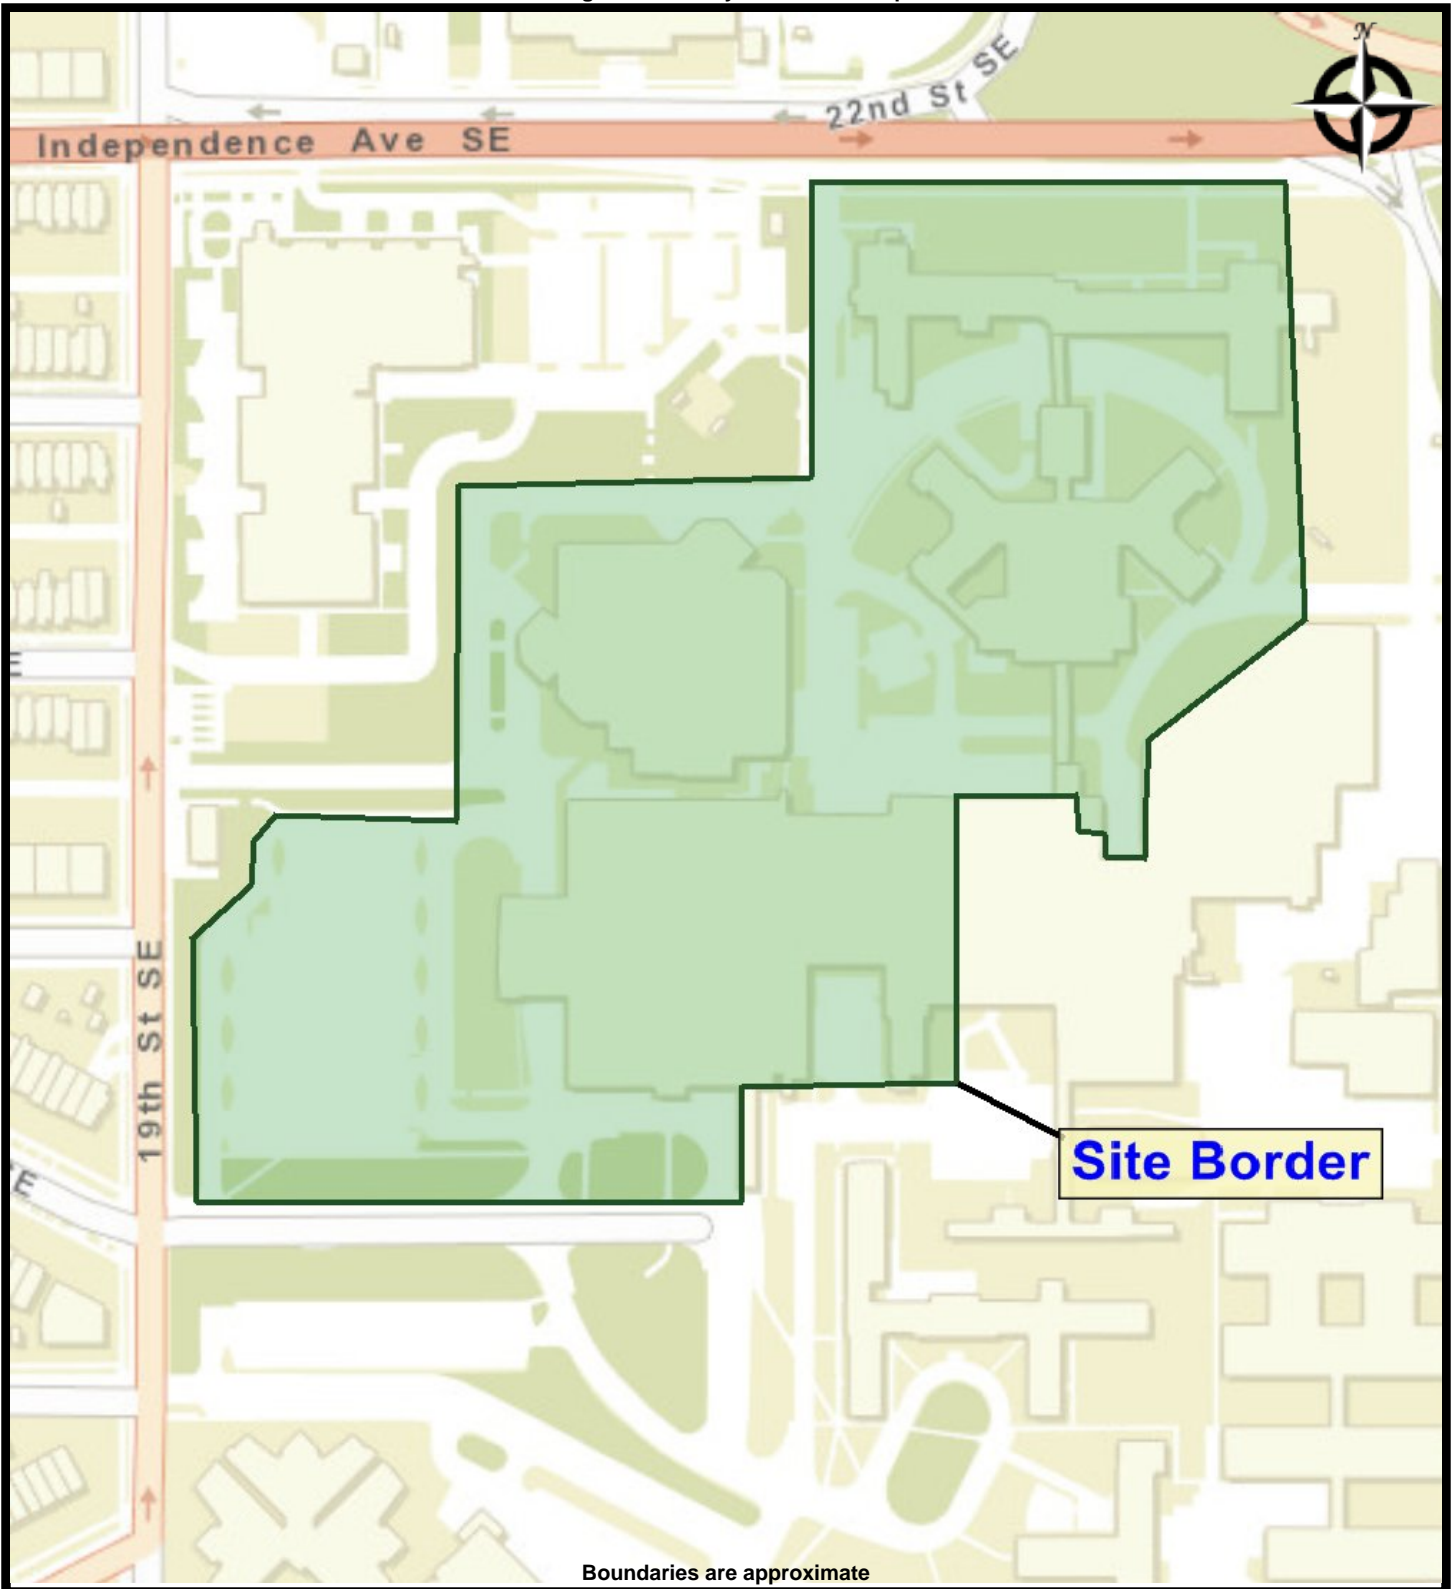 N
22nd St SE
Independence Ave SE
19th St SE
E
E
Site Border
Boundaries are approximate